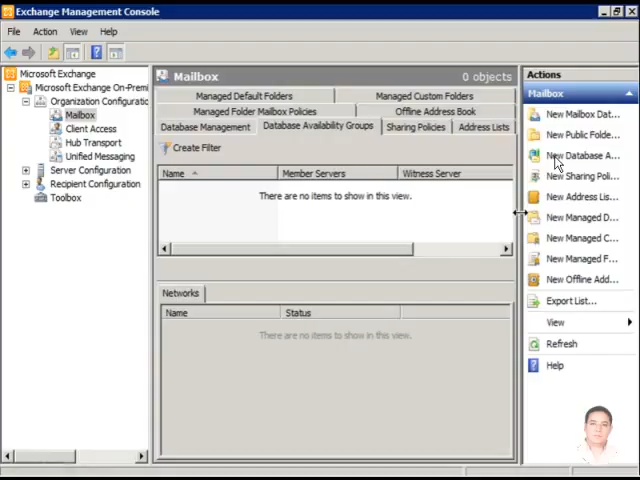 Exchange Management Console
File Action View Help
Microsoft Exchange
Microsoft Exchange On-Premi
Organization Configuratio
Mailbox
Client Access
Hub Transport
Unified Messaging
Server Configuration
Recipient Configuration
Toolbox
Mailbox 0 objects
Managed Default Folders Managed Custom Folders
Managed Folder Mailbox Policies Offline Address Book
Database Management Database Availability Groups Sharing Policies Address Lists
Create Filter
Name Member Servers Witness Server
There are no items to show in this view.
Networks
Name Status
There are no items to show in this view.
Actions
Mailbox
New Mailbox Dat...
New Public Folde...
New Database A...
New Sharing Poli...
New Address Lis...
New Managed D...
New Managed C...
New Managed F...
New Offline Add...
Export List...
View
Refresh
Help